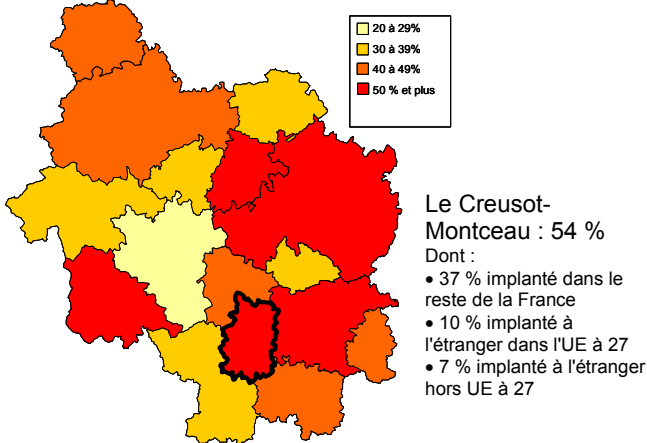 20 à 29%
30 à 39%
40 à 49%
50 % et plus
Le Creusot-
Montceau : 54 %
Dont :
• 37 % implanté dans le
reste de la France
• 10 % implanté à
l'étranger dans l'UE à 27
• 7 % implanté à l'étranger
hors UE à 27